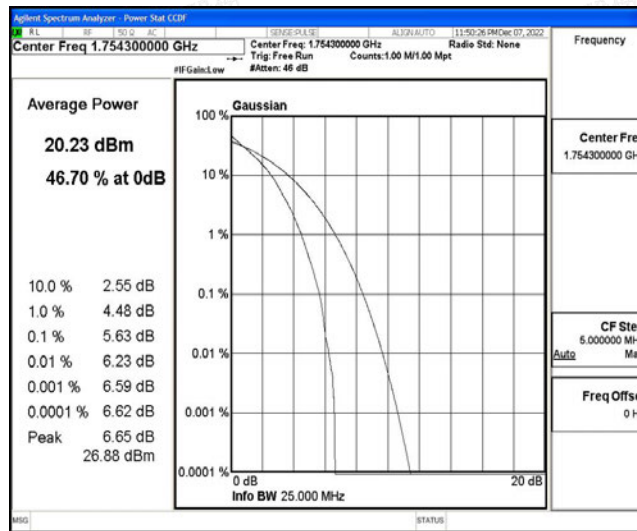 Agilent Spectrum Analyzer - Power Stat CCDF
RL RF 50 Ω AC SENSE:PULSE ALIGN AUTO 11:50:26 PM Dec 07, 2022
Center Freq 1.754300000 GHz
Center Freq: 1.754300000 GHz Radio Std: None
Trig: Free Run Counts:1.00 M/1.00 Mpt
#IFGain:Low #Atten: 46 dB
Frequency
Average Power
20.23 dBm
46.70 % at 0dB
10.0 % 2.55 dB
1.0 % 4.48 dB
0.1 % 5.63 dB
0.01 % 6.23 dB
0.001 % 6.59 dB
0.0001 % 6.62 dB
Peak 6.65 dB
26.88 dBm
Gaussian
100 %
10 %
1 %
0.1 %
0.01 %
0.001 %
0.0001 %
0 dB 20 dB
Info BW 25.000 MHz
Center Fre
1.754300000 GH
CF Ste
5.000000 MH
Auto Ma
Freq Offs
0 H
MSG STATUS